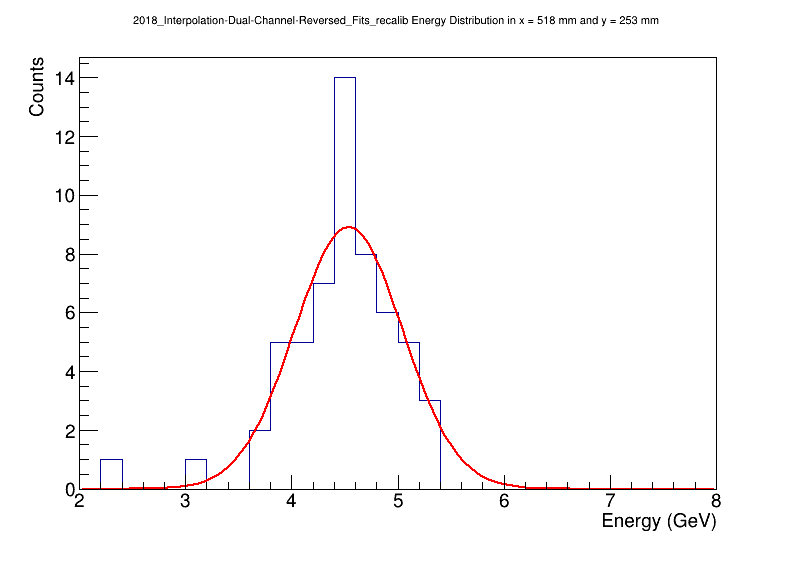 2018_Interpolation-Dual-Channel-Reversed_Fits_recalib Energy Distribution in x = 518 mm and y = 253 mm
Counts
14
12
10
8
6
4
2
0
2 3 4 5 6 7 8
Energy (GeV)